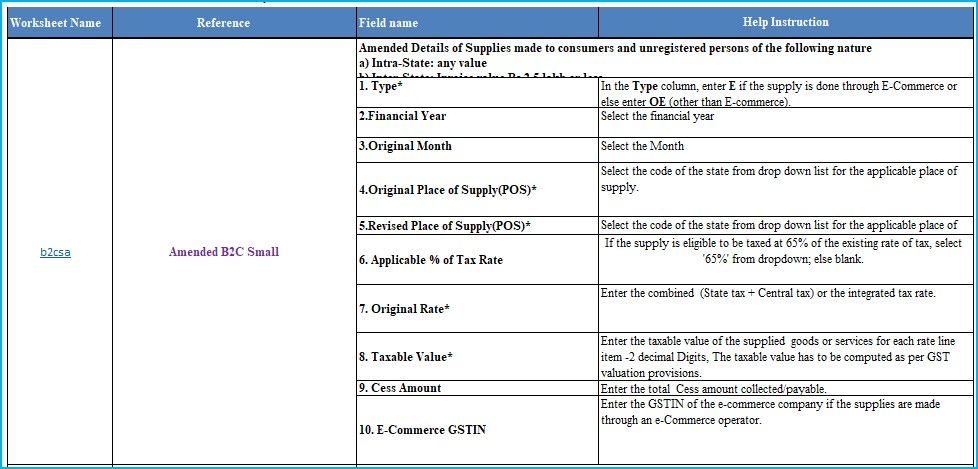 Worksheet Name Reference Field name Help Instruction
Amended Details of Supplies made to consumers and unregistered persons of the following nature
a) Intra-State: any value
b) Inter-State: Invoice value Rs 2.5 lakh or less
1. Type* In the Type column, enter E if the supply is done through E-Commerce or
else enter OE (other than E-commerce).
2.Financial Year Select the financial year
3.Original Month Select the Month
4.Original Place of Supply(POS)* Select the code of the state from drop down list for the applicable place of
supply.
5.Revised Place of Supply(POS)* Select the code of the state from drop down list for the applicable place of
b2csa Amended B2C Small
6. Applicable % of Tax Rate If the supply is eligible to be taxed at 65% of the existing rate of tax, select
'65%' from dropdown; else blank.
7. Original Rate* Enter the combined (State tax + Central tax) or the integrated tax rate.
8. Taxable Value* Enter the taxable value of the supplied goods or services for each rate line
item -2 decimal Digits, The taxable value has to be computed as per GST
valuation provisions.
9. Cess Amount Enter the total Cess amount collected/payable.
10. E-Commerce GSTIN Enter the GSTIN of the e-commerce company if the supplies are made
through an e-Commerce operator.